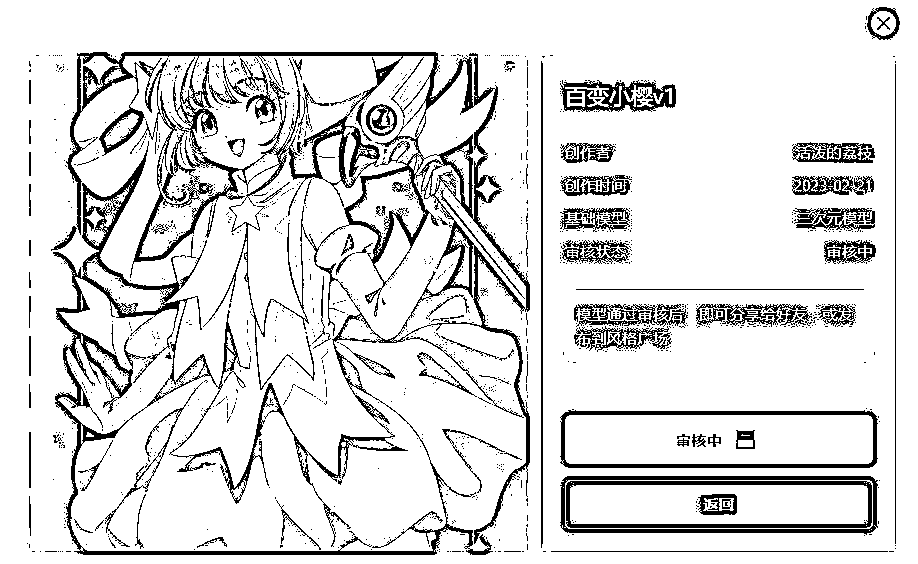 百变小樱v1
创作者 活泼的荔枝
创作时间 2023-02-21
基础模型 三次元模型
审核状态 审核中
模型通过审核后，即可分享给好友，或发
布到风格广场
审核中
返回